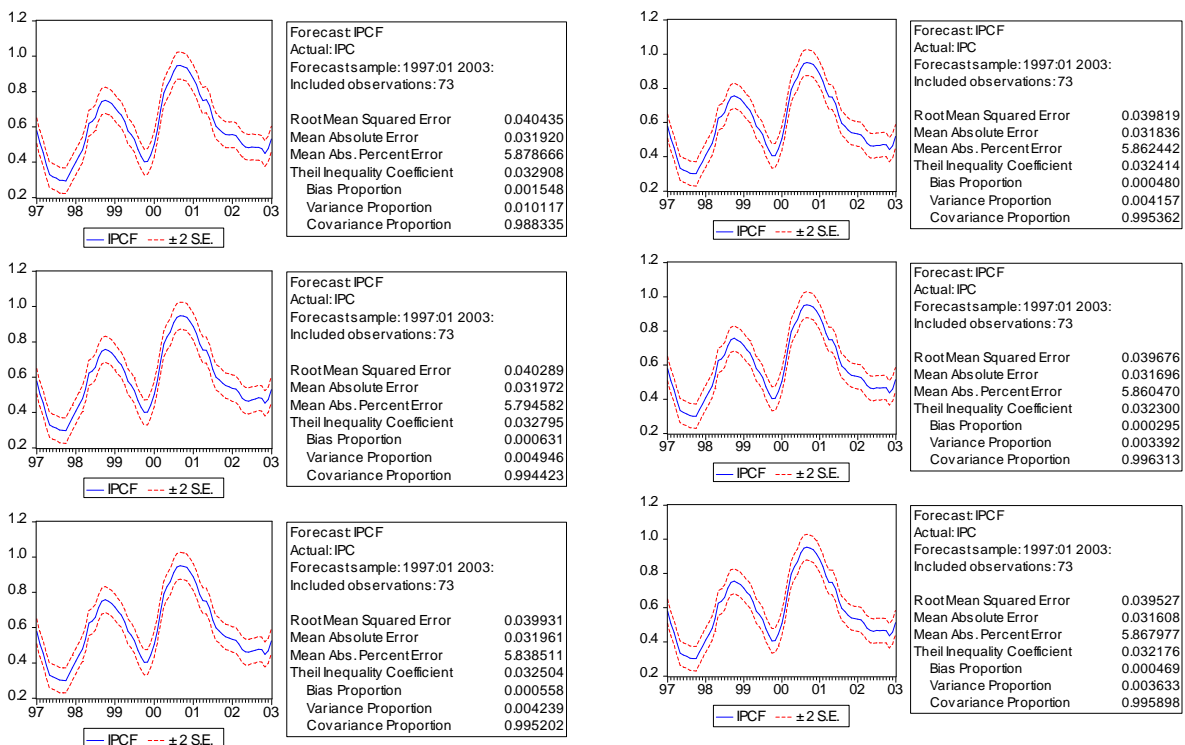 1.2
1.0
0.8
0.6
0.4
0.2
97 98 99 00 01 02 03
IPCF ± 2 S.E.
Forecast: IPCF
Actual: IPC
Forecast sample: 1997:01 2003:
Included observations: 73
Root Mean Squared Error 0.040435
Mean Absolute Error 0.031920
Mean Abs. Percent Error 5.878666
Theil Inequality Coefficient 0.032908
Bias Proportion 0.001548
Variance Proportion 0.010117
Covariance Proportion 0.988335
1.2
1.0
0.8
0.6
0.4
0.2
97 98 99 00 01 02 03
IPCF ± 2 S.E.
Forecast: IPCF
Actual: IPC
Forecast sample: 1997:01 2003:
Included observations: 73
Root Mean Squared Error 0.039819
Mean Absolute Error 0.031836
Mean Abs. Percent Error 5.862442
Theil Inequality Coefficient 0.032414
Bias Proportion 0.000480
Variance Proportion 0.004157
Covariance Proportion 0.995362
1.2
1.0
0.8
0.6
0.4
0.2
97 98 99 00 01 02 03
IPCF ± 2 S.E.
Forecast: IPCF
Actual: IPC
Forecast sample: 1997:01 2003:
Included observations: 73
Root Mean Squared Error 0.040289
Mean Absolute Error 0.031972
Mean Abs. Percent Error 5.794582
Theil Inequality Coefficient 0.032795
Bias Proportion 0.000631
Variance Proportion 0.004946
Covariance Proportion 0.994423
1.2
1.0
0.8
0.6
0.4
0.2
97 98 99 00 01 02 03
IPCF ± 2 S.E.
Forecast: IPCF
Actual: IPC
Forecast sample: 1997:01 2003:
Included observations: 73
Root Mean Squared Error 0.039676
Mean Absolute Error 0.031696
Mean Abs. Percent Error 5.860470
Theil Inequality Coefficient 0.032300
Bias Proportion 0.000295
Variance Proportion 0.003392
Covariance Proportion 0.996313
1.2
1.0
0.8
0.6
0.4
0.2
97 98 99 00 01 02 03
IPCF ± 2 S.E.
Forecast: IPCF
Actual: IPC
Forecast sample: 1997:01 2003:
Included observations: 73
Root Mean Squared Error 0.039931
Mean Absolute Error 0.031961
Mean Abs. Percent Error 5.838511
Theil Inequality Coefficient 0.032504
Bias Proportion 0.000558
Variance Proportion 0.004239
Covariance Proportion 0.995202
1.2
1.0
0.8
0.6
0.4
0.2
97 98 99 00 01 02 03
IPCF ± 2 S.E.
Forecast: IPCF
Actual: IPC
Forecast sample: 1997:01 2003:
Included observations: 73
Root Mean Squared Error 0.039527
Mean Absolute Error 0.031608
Mean Abs. Percent Error 5.867977
Theil Inequality Coefficient 0.032176
Bias Proportion 0.000469
Variance Proportion 0.003633
Covariance Proportion 0.995898